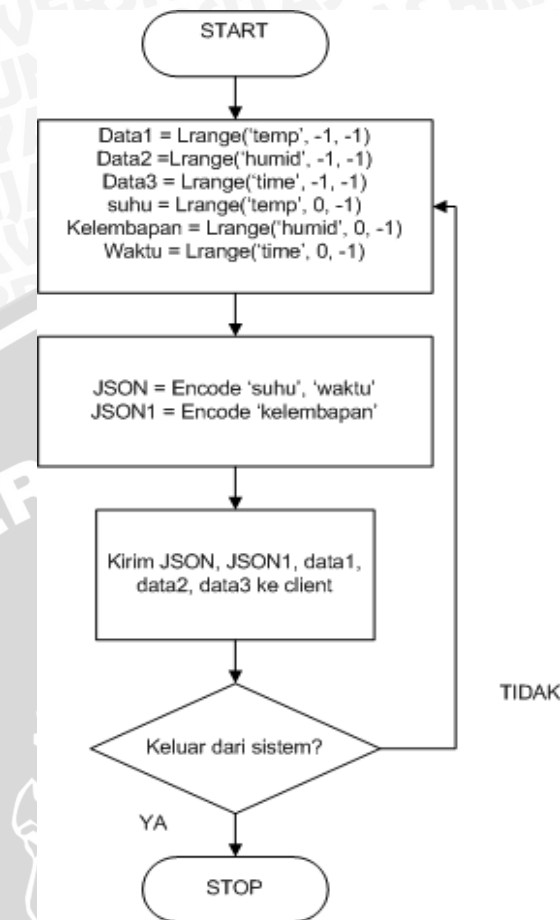 START
Data1 = Lrange('temp', -1, -1)
Data2 =Lrange('humid', -1, -1)
Data3 = Lrange('time', -1, -1)
suhu = Lrange('temp', 0, -1)
Kelembapan = Lrange('humid', 0, -1)
Waktu = Lrange('time', 0, -1)
JSON = Encode 'suhu', 'waktu'
JSON1 = Encode 'kelembapan'
Kirim JSON, JSON1, data1,
data2, data3 ke client
Keluar dari sistem?
TIDAK
YA
STOP